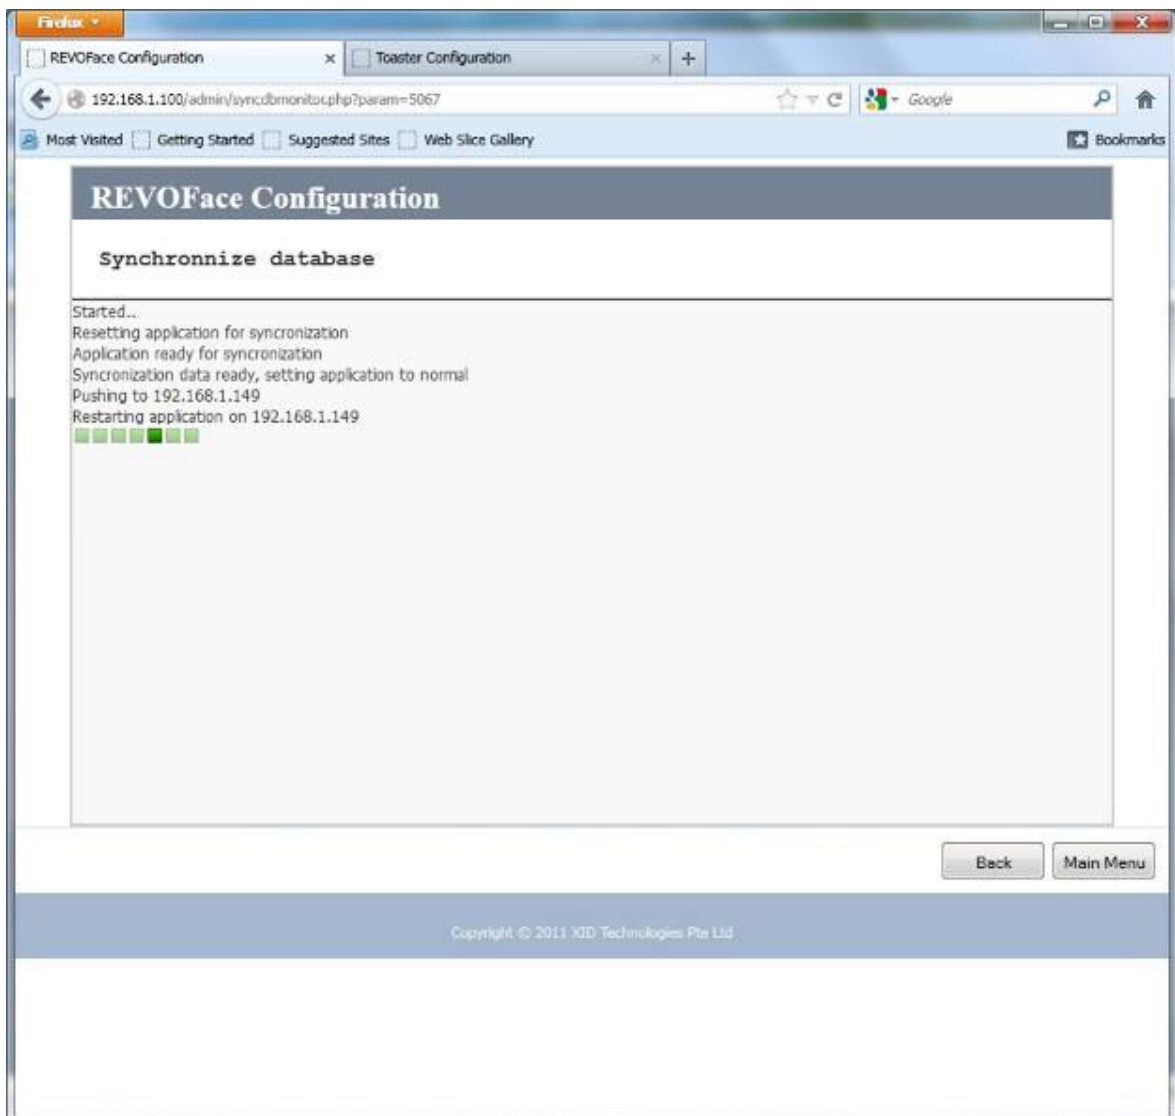 Firefox
REVOFace Configuration
Toaster Configuration
192.168.1.100/admin/syncdbmonitor.php?param=5067
Google
Most Visited Getting Started Suggested Sites Web Slice Gallery Bookmarks
REVOFace Configuration
Synchronnize database
Started..
Resetting application for syncronization
Application ready for syncronization
Syncronization data ready, setting application to normal
Pushing to 192.168.1.149
Restarting application on 192.168.1.149
Back Main Menu
Copyright © 2011 XID Technologies Pte Ltd